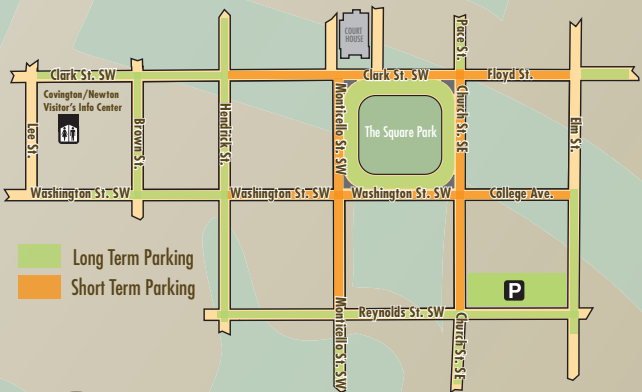 COURT
HOUSE
Pace St.
Clark St. SW
Clark St. SW
Floyd St.
Covington/Newton
Visitor's Info Center
Lee St.
Brown St.
Hendrick St.
Monticello St. SW
The Square Park
Church St. SE
Elm St.
Washington St. SW
Washington St. SW
Washington St. SW
College Ave.
Long Term Parking
Short Term Parking
P
Reynolds St. SW
Monticello St. SW
Church St. SE